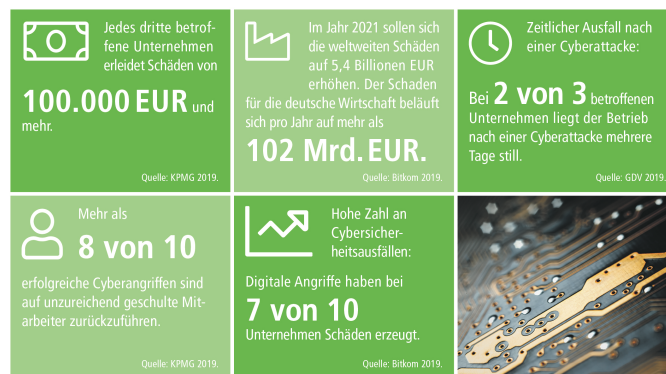 Jedes dritte betrof-
fene Unternehmen
erleidet Schäden von
100.000 EUR und
mehr.
Quelle: KPMG 2019.
Im Jahr 2021 sollen sich
die weltweiten Schäden
auf 5,4 Billionen EUR
erhöhen. Der Schaden
für die deutsche Wirtschaft beläuft
sich pro Jahr auf mehr als
102 Mrd. EUR.
Quelle: Bitkom 2019.
Zeitlicher Ausfall nach
einer Cyberattacke:
Bei 2 von 3 betroffenen
Unternehmen liegt der Betrieb
nach einer Cyberattacke mehrere
Tage still.
Quelle: GDV 2019.
Mehr als
8 von 10
erfolgreiche Cyberangriffen sind
auf unzureichend geschulte Mit-
arbeiter zurückzuführen.
Quelle: KPMG 2019.
Hohe Zahl an
Cybersicher-
heitsausfällen:
Digitale Angriffe haben bei
7 von 10
Unternehmen Schäden erzeugt.
Quelle: Bitkom 2019.